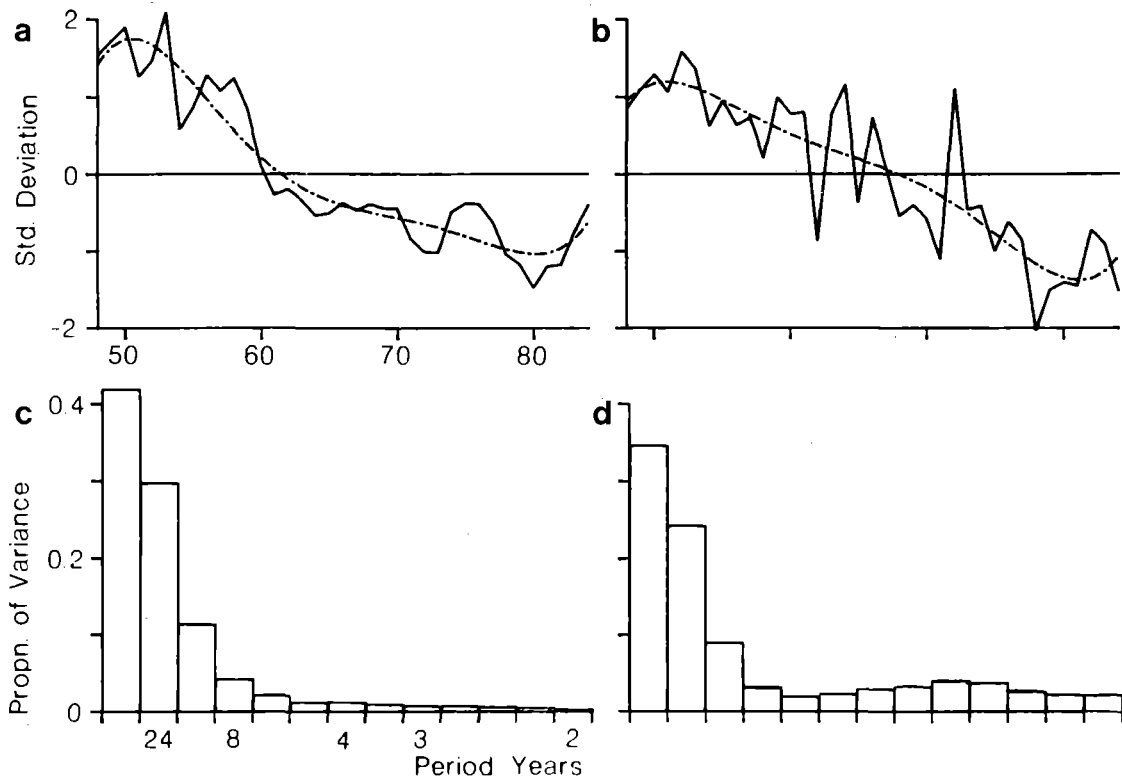 a
b
2
0
-2
Std. Deviation
50 60 70 80
c
d
0.4
0.2
0
Propn. of Variance
24 8 4 3 2
Period Years